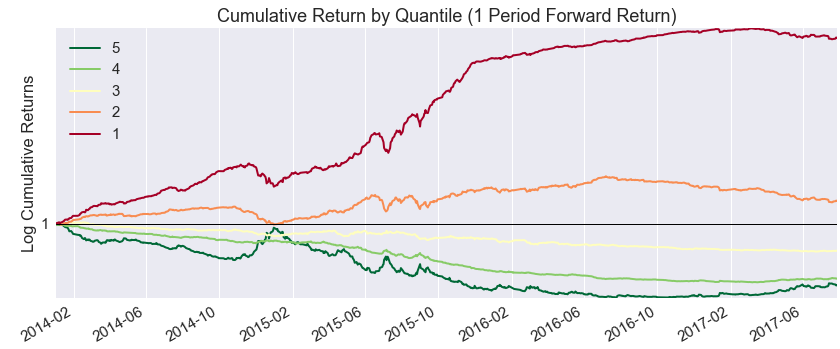 Cumulative Return by Quantile (1 Period Forward Return)
Log Cumulative Returns
5
4
3
2
1
1
2014-02 2014-06 2014-10 2015-02 2015-06 2015-10 2016-02 2016-06 2016-10 2017-02 2017-06